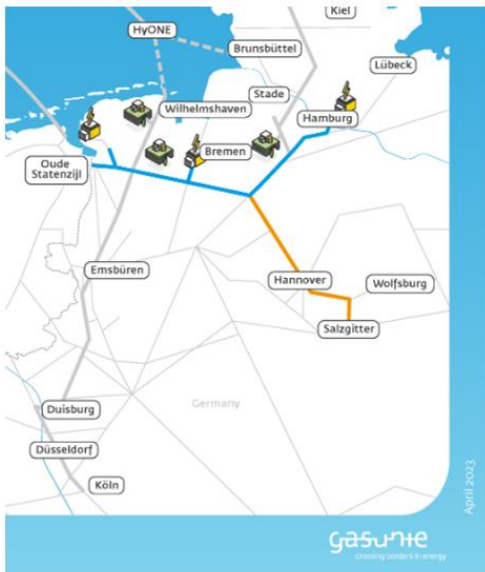 Kiel
HyONE
Brunsbüttel
Lübeck
Stade
Wilhelmshaven
Hamburg
Bremen
Oude
Statenzijl
Emsbüren
Hannover
Wolfsburg
Salzgitter
Germany
Duisburg
Düsseldorf
Köln
April 2023
gasunie
crossing borders in energy